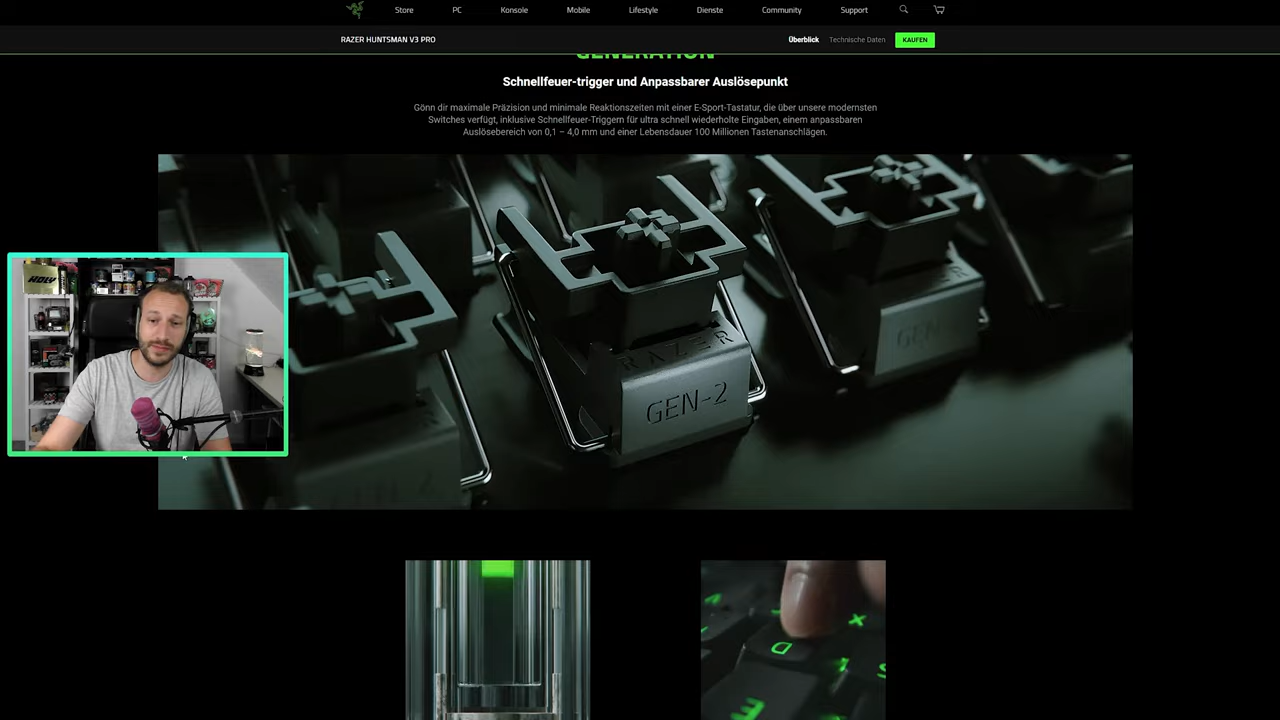 Store PC Konsole Mobile Lifestyle Dienste Community Support
RAZER HUNTSMAN V3 PRO
Überblick Technische Daten KAUFEN
GENERATION
Schnellfeuer-trigger und Anpassbarer Auslösepunkt
Gönn dir maximale Präzision und minimale Reaktionszeiten mit einer E-Sport-Tastatur, die über unsere modernsten
Switches verfügt, inklusive Schnellfeuer-Triggern für ultra schnell wiederholte Eingaben, einem anpassbaren
Auslösebereich von 0,1 – 4,0 mm und einer Lebensdauer 100 Millionen Tastenanschlägen.
HOLY
RAZER
GEN-2
GEN
X
D
E